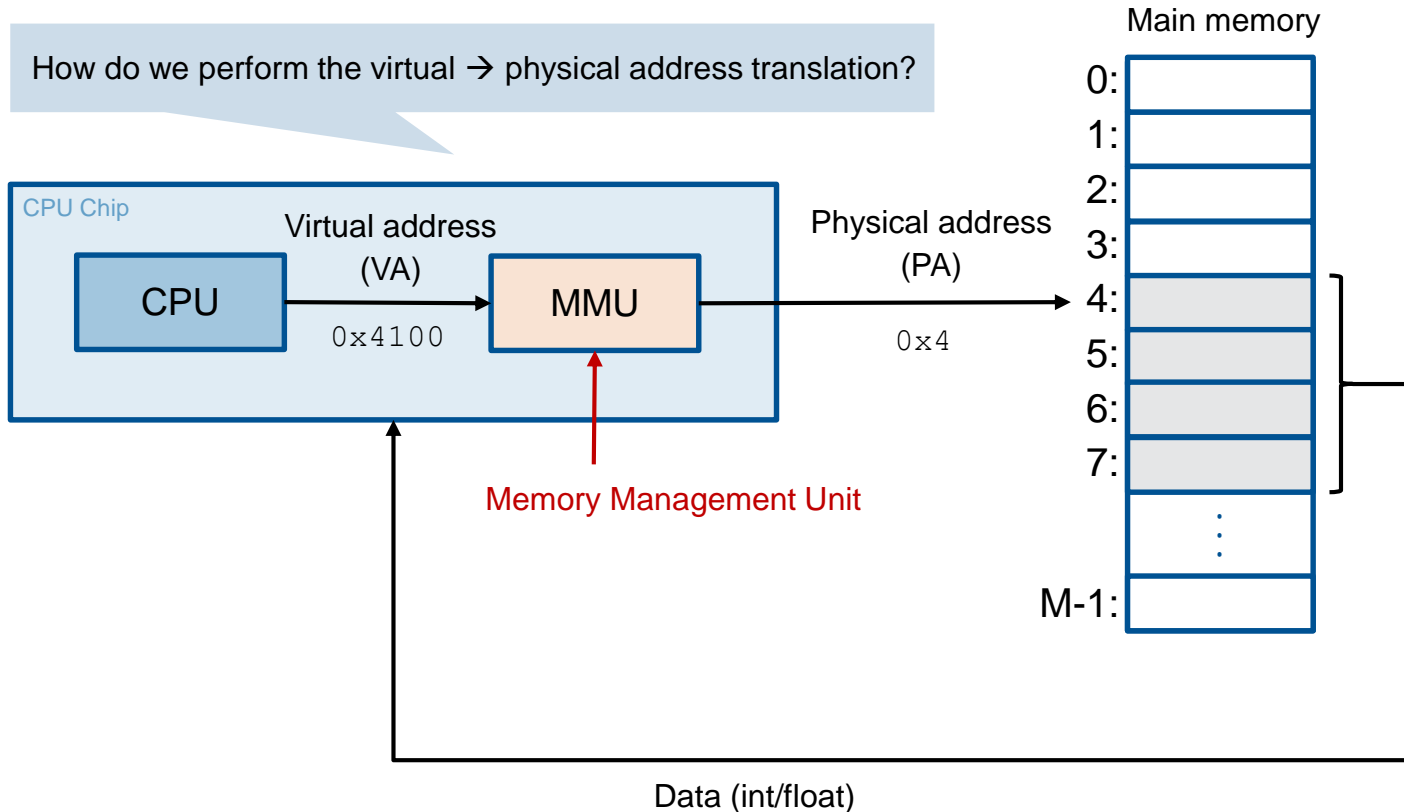 Main memory
How do we perform the virtual → physical address translation?
0:
1:
2:
3:
4:
5:
6:
7:
⋮
M-1:
CPU Chip
Virtual address
(VA)
CPU
0x4100
MMU
Physical address
(PA)
0x4
Memory Management Unit
Data (int/float)